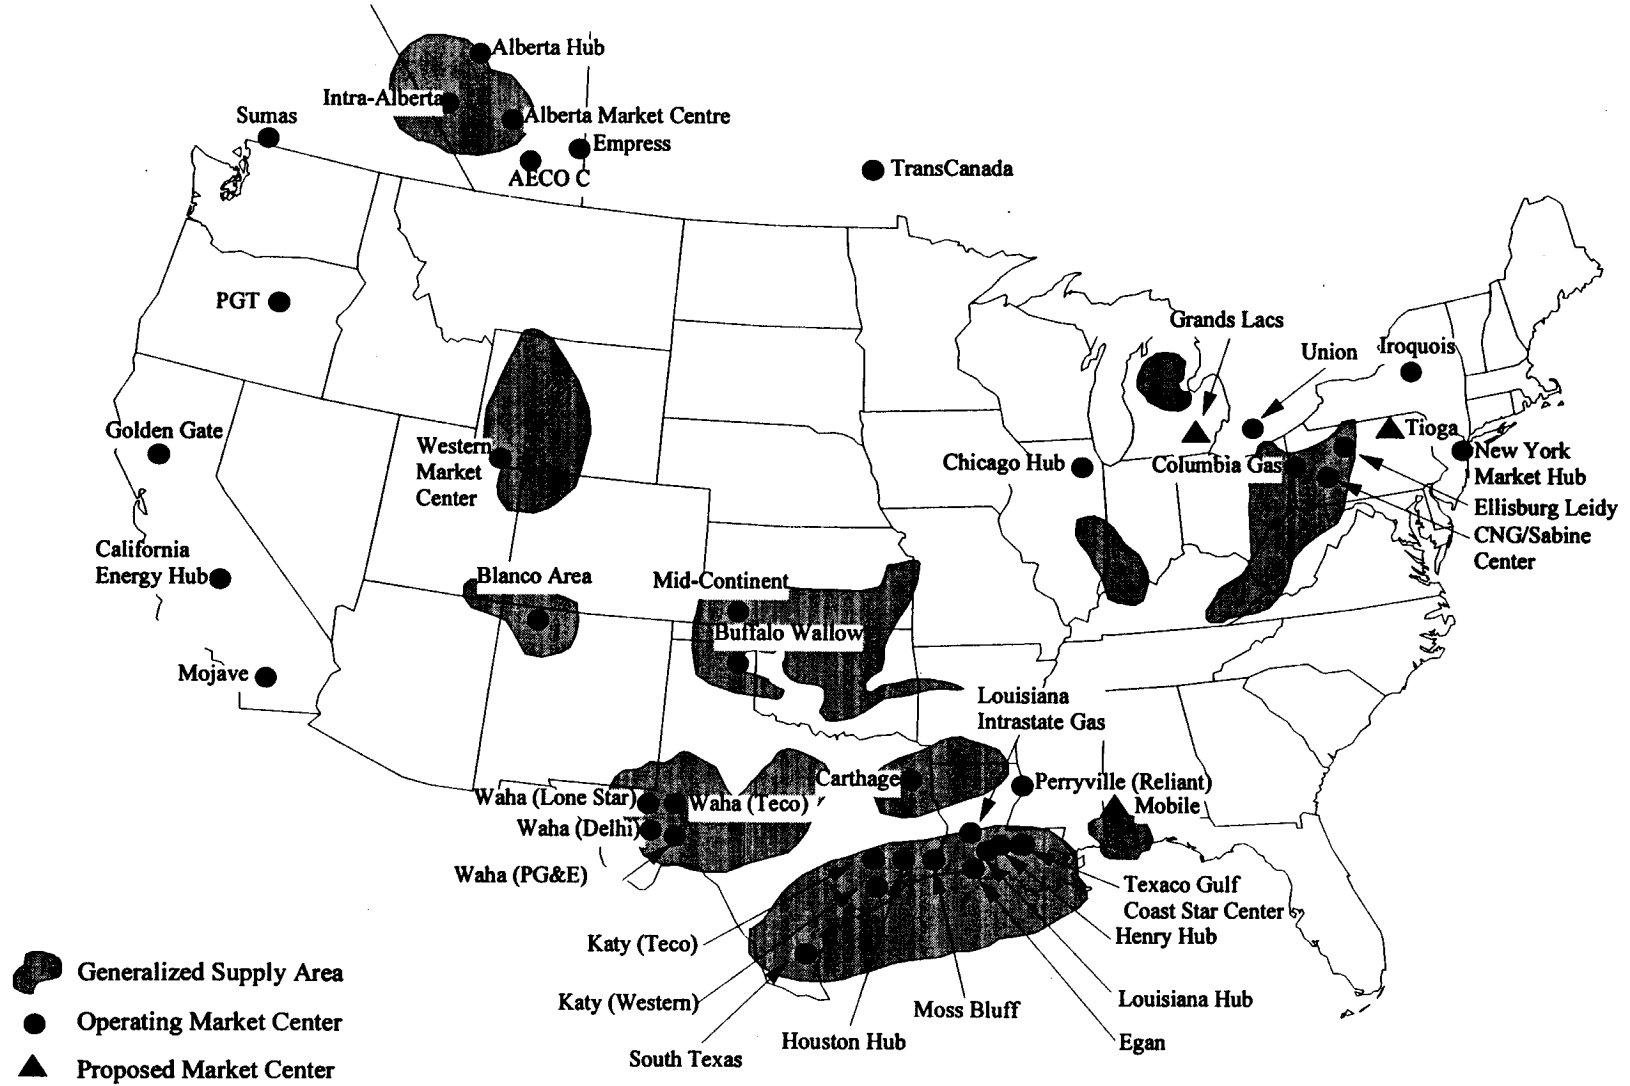 Alberta Hub
Intra-Alberta
Sumas
Alberta Market Centre
Empress
AECO C
TransCanada
PGT
Grands Lacs
Union
Iroquois
Golden Gate
Western
Market
Center
Chicago Hub
Columbia Gas
Tioga
New York
Market Hub
Ellisburg Leidy
CNG/Sabine
Center
California
Energy Hub
Blanco Area
Mid-Continent
Buffalo Wallow
Mojave
Louisiana
Intrastate Gas
Carthage
Perryville (Reliant)
Mobile
Waha (Lone Star)
Waha (Teco)
Waha (Delhi)
Waha (PG&E)
Texaco Gulf
Coast Star Center
Henry Hub
Katy (Teco)
Katy (Western)
Louisiana Hub
Moss Bluff
Houston Hub
Egan
South Texas
Generalized Supply Area
Operating Market Center
Proposed Market Center